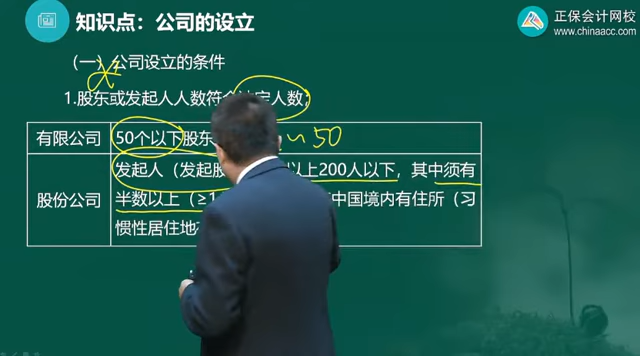 知识点：公司的设立
正保会计网校
www.chinaacc.com
（一）公司设立的条件
1.股东或发起人人数符
定人数；
有限公司
50个以下股东
~50
股份公司
发起人（发起股
以上200人以下，其中须有
半数以上（≥1
中国境内有住所（习
惯性居住地